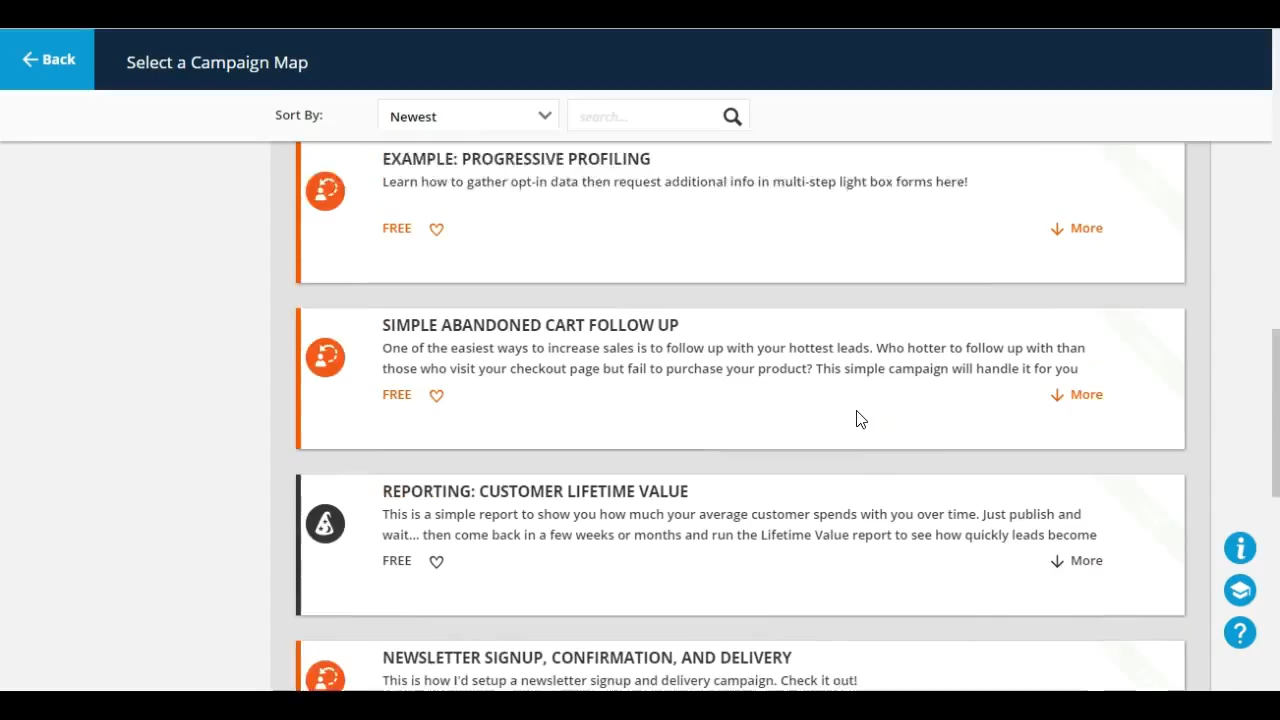 Back
Select a Campaign Map
Sort By:
Newest
search...
EXAMPLE: PROGRESSIVE PROFILING
Learn how to gather opt-in data then request additional info in multi-step light box forms here!
FREE
More
SIMPLE ABANDONED CART FOLLOW UP
One of the easiest ways to increase sales is to follow up with your hottest leads. Who hotter to follow up with than
those who visit your checkout page but fail to purchase your product? This simple campaign will handle it for you
FREE
More
REPORTING: CUSTOMER LIFETIME VALUE
This is a simple report to show you how much your average customer spends with you over time. Just publish and
wait... then come back in a few weeks or months and run the Lifetime Value report to see how quickly leads become
FREE
More
NEWSLETTER SIGNUP, CONFIRMATION, AND DELIVERY
This is how I'd setup a newsletter signup and delivery campaign. Check it out!